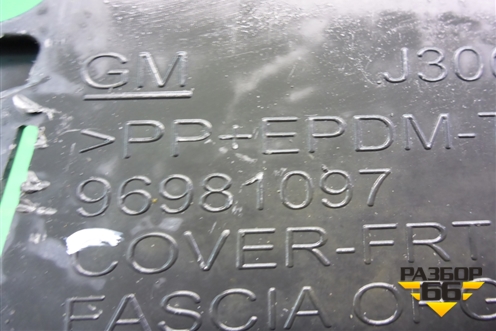 GM J300
>PP-EPDM-T
96981097
COVER-FRT
FASCIA
РАЗБОР
66